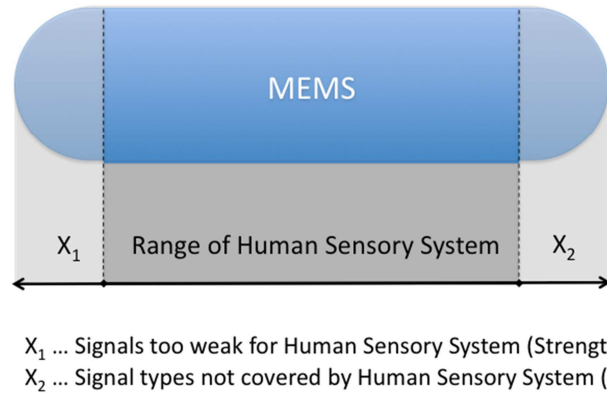 MEMS
X₁ Range of Human Sensory System X₂
X₁ ... Signals too weak for Human Sensory System (Strengt
X₂ ... Signal types not covered by Human Sensory System (